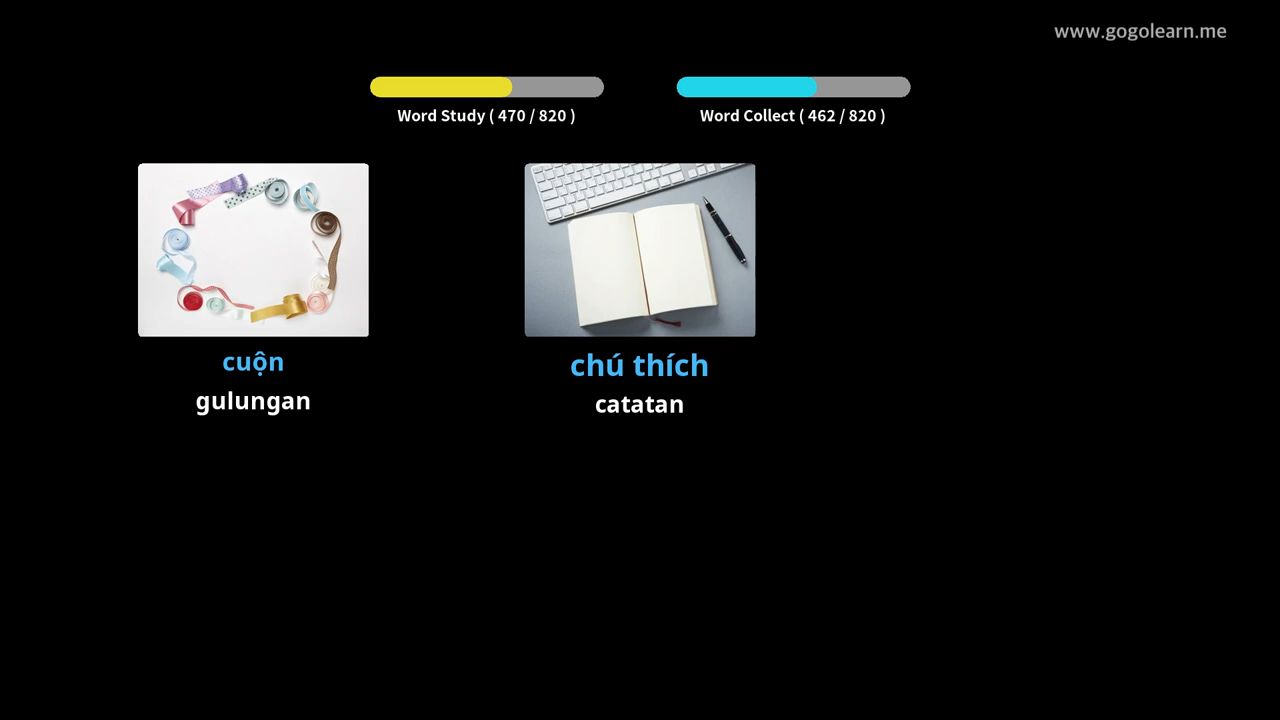 www.gogolearn.me
Word Study ( 470 / 820 )
Word Collect ( 462 / 820 )
cuộn
gulungan
chú thích
catatan